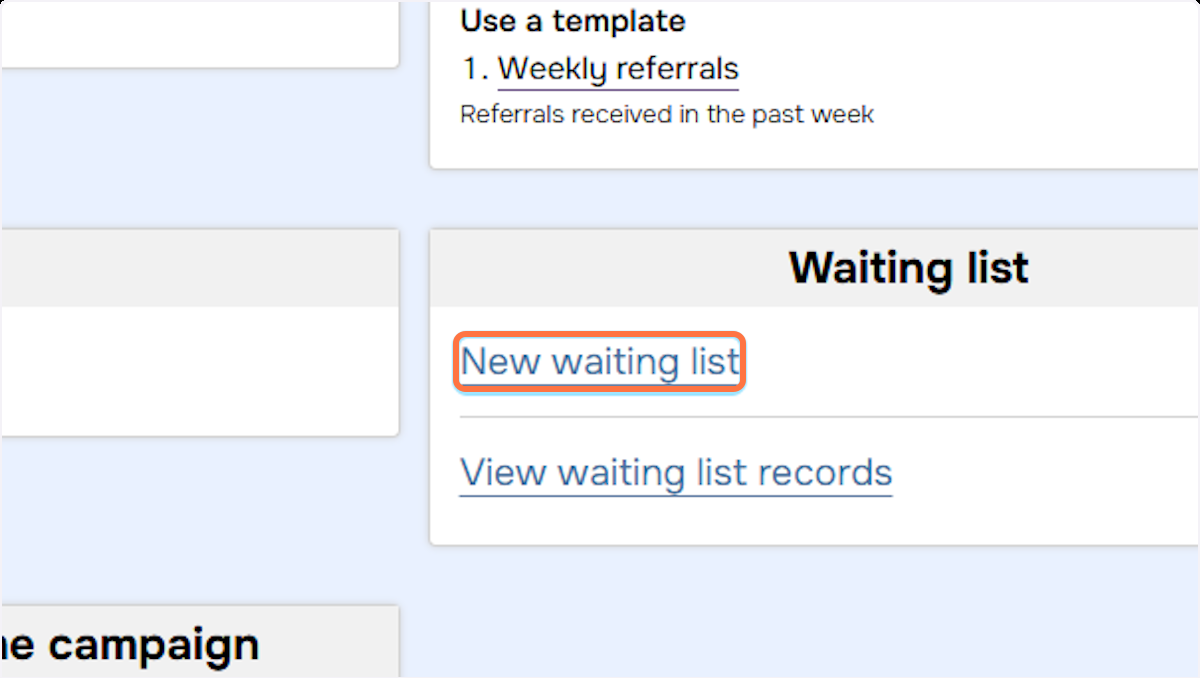 Use a template
1. Weekly referrals
Referrals received in the past week
Waiting list
New waiting list
View waiting list records
campaign